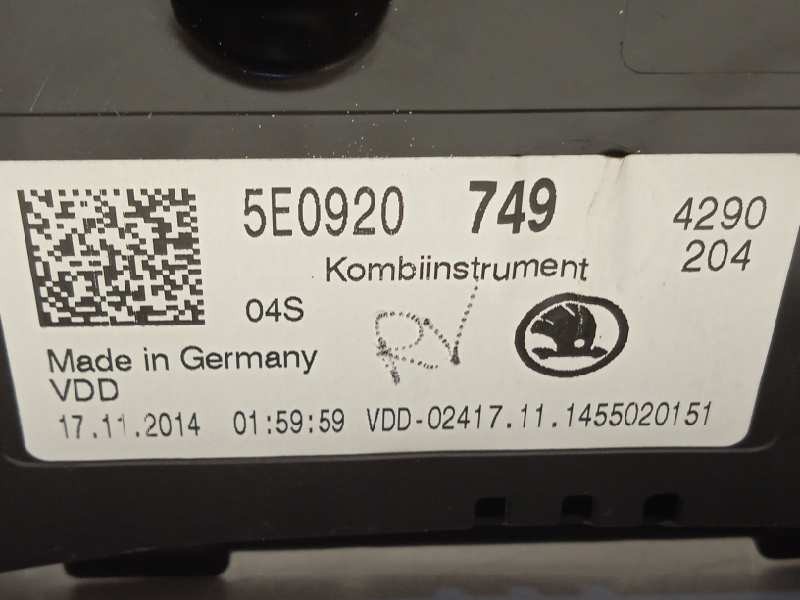 5E0920 749 4290
204
Kombiinstrument
04S
RV
Made in Germany
VDD
17.11.2014 01:59:59 VDD-02417.11.1455020151